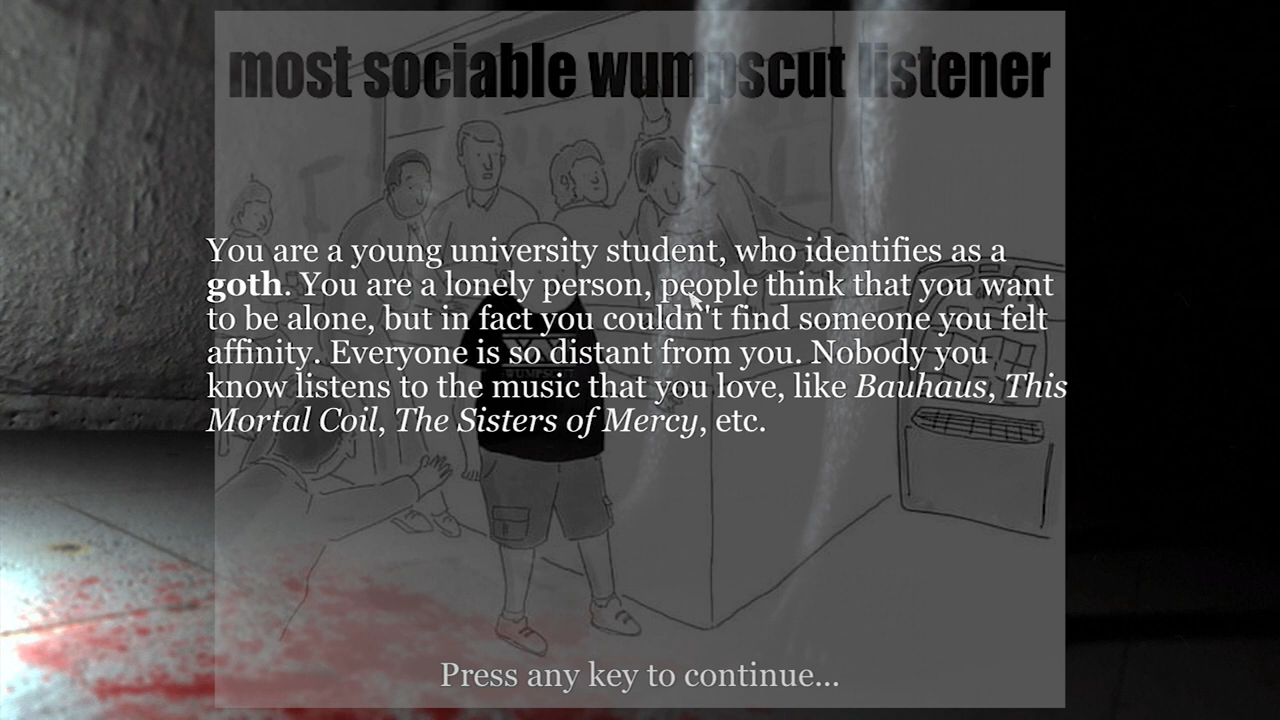 most sociable wumpscut listener
You are a young university student, who identifies as a
goth. You are a lonely person, people think that you want
to be alone, but in fact you couldn't find someone you felt
affinity. Everyone is so distant from you. Nobody you
know listens to the music that you love, like Bauhaus, This
Mortal Coil, The Sisters of Mercy, etc.
WUMPSCUT
Press any key to continue...